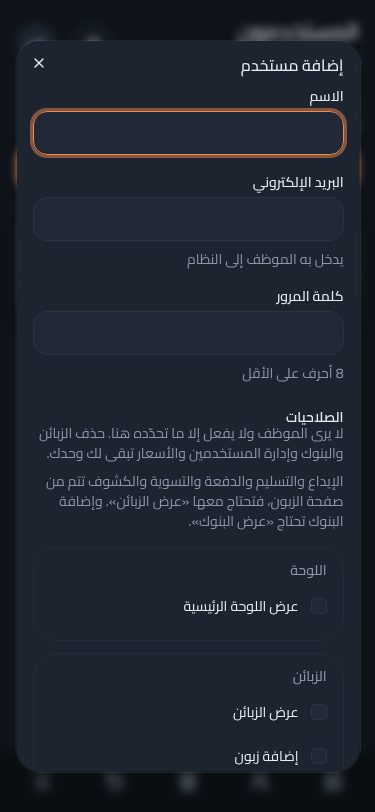 المستخدمون
إضافة مستخدم
الاسم
البريد الإلكتروني
يدخل به الموظف إلى النظام
كلمة المرور
8 أحرف على الأقل
الصلاحيات
لا يرى الموظف ولا يفعل إلا ما تحدّده هنا. حذف الزبائن
والبنوك وإدارة المستخدمين والأسعار تبقى لك وحدك.
الإيداع والتسليم والدفعة والتسوية والكشوف تتم من
صفحة الزبون، فتحتاج معها «عرض الزبائن». وإضافة
البنوك تحتاج «عرض البنوك».
اللوحة
عرض اللوحة الرئيسية
الزبائن
عرض الزبائن
إضافة زبون